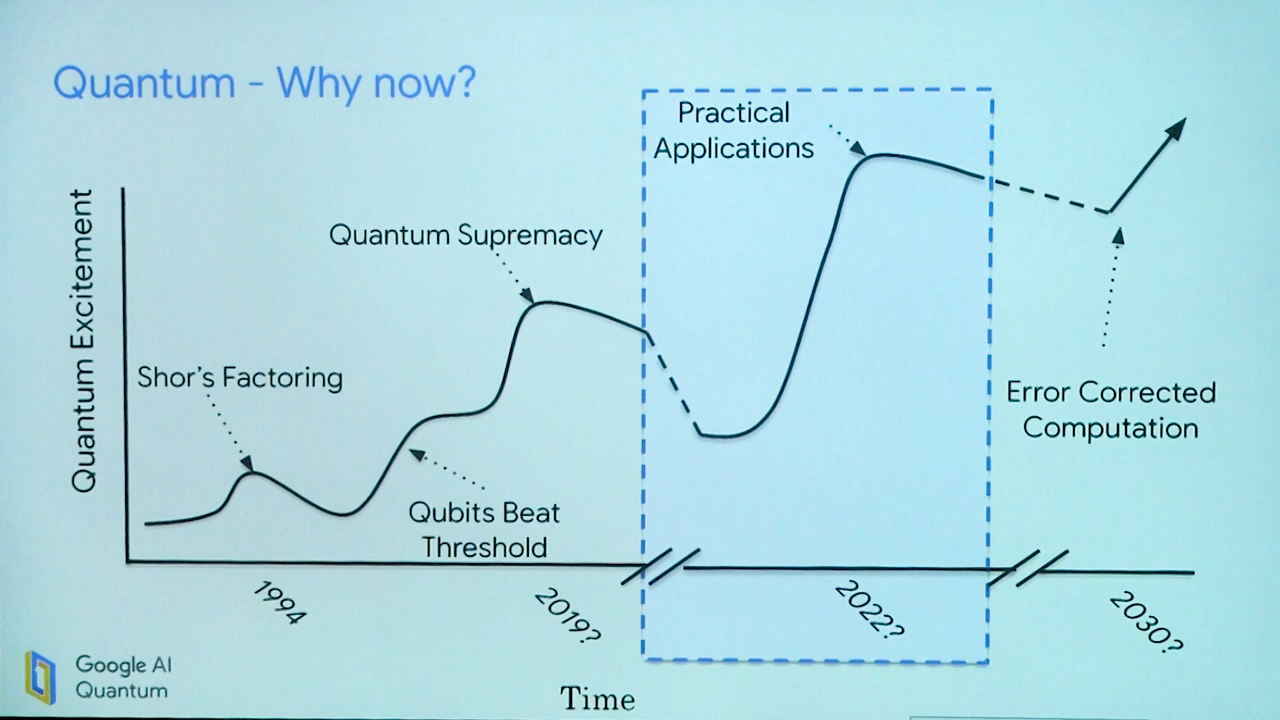 Quantum - Why now?
Practical
Applications
Quantum Supremacy
Quantum Excitement
Shor's Factoring
Qubits Beat
Threshold
Error Corrected
Computation
1994
2019?
2022?
2030?
Google AI
Quantum
Time